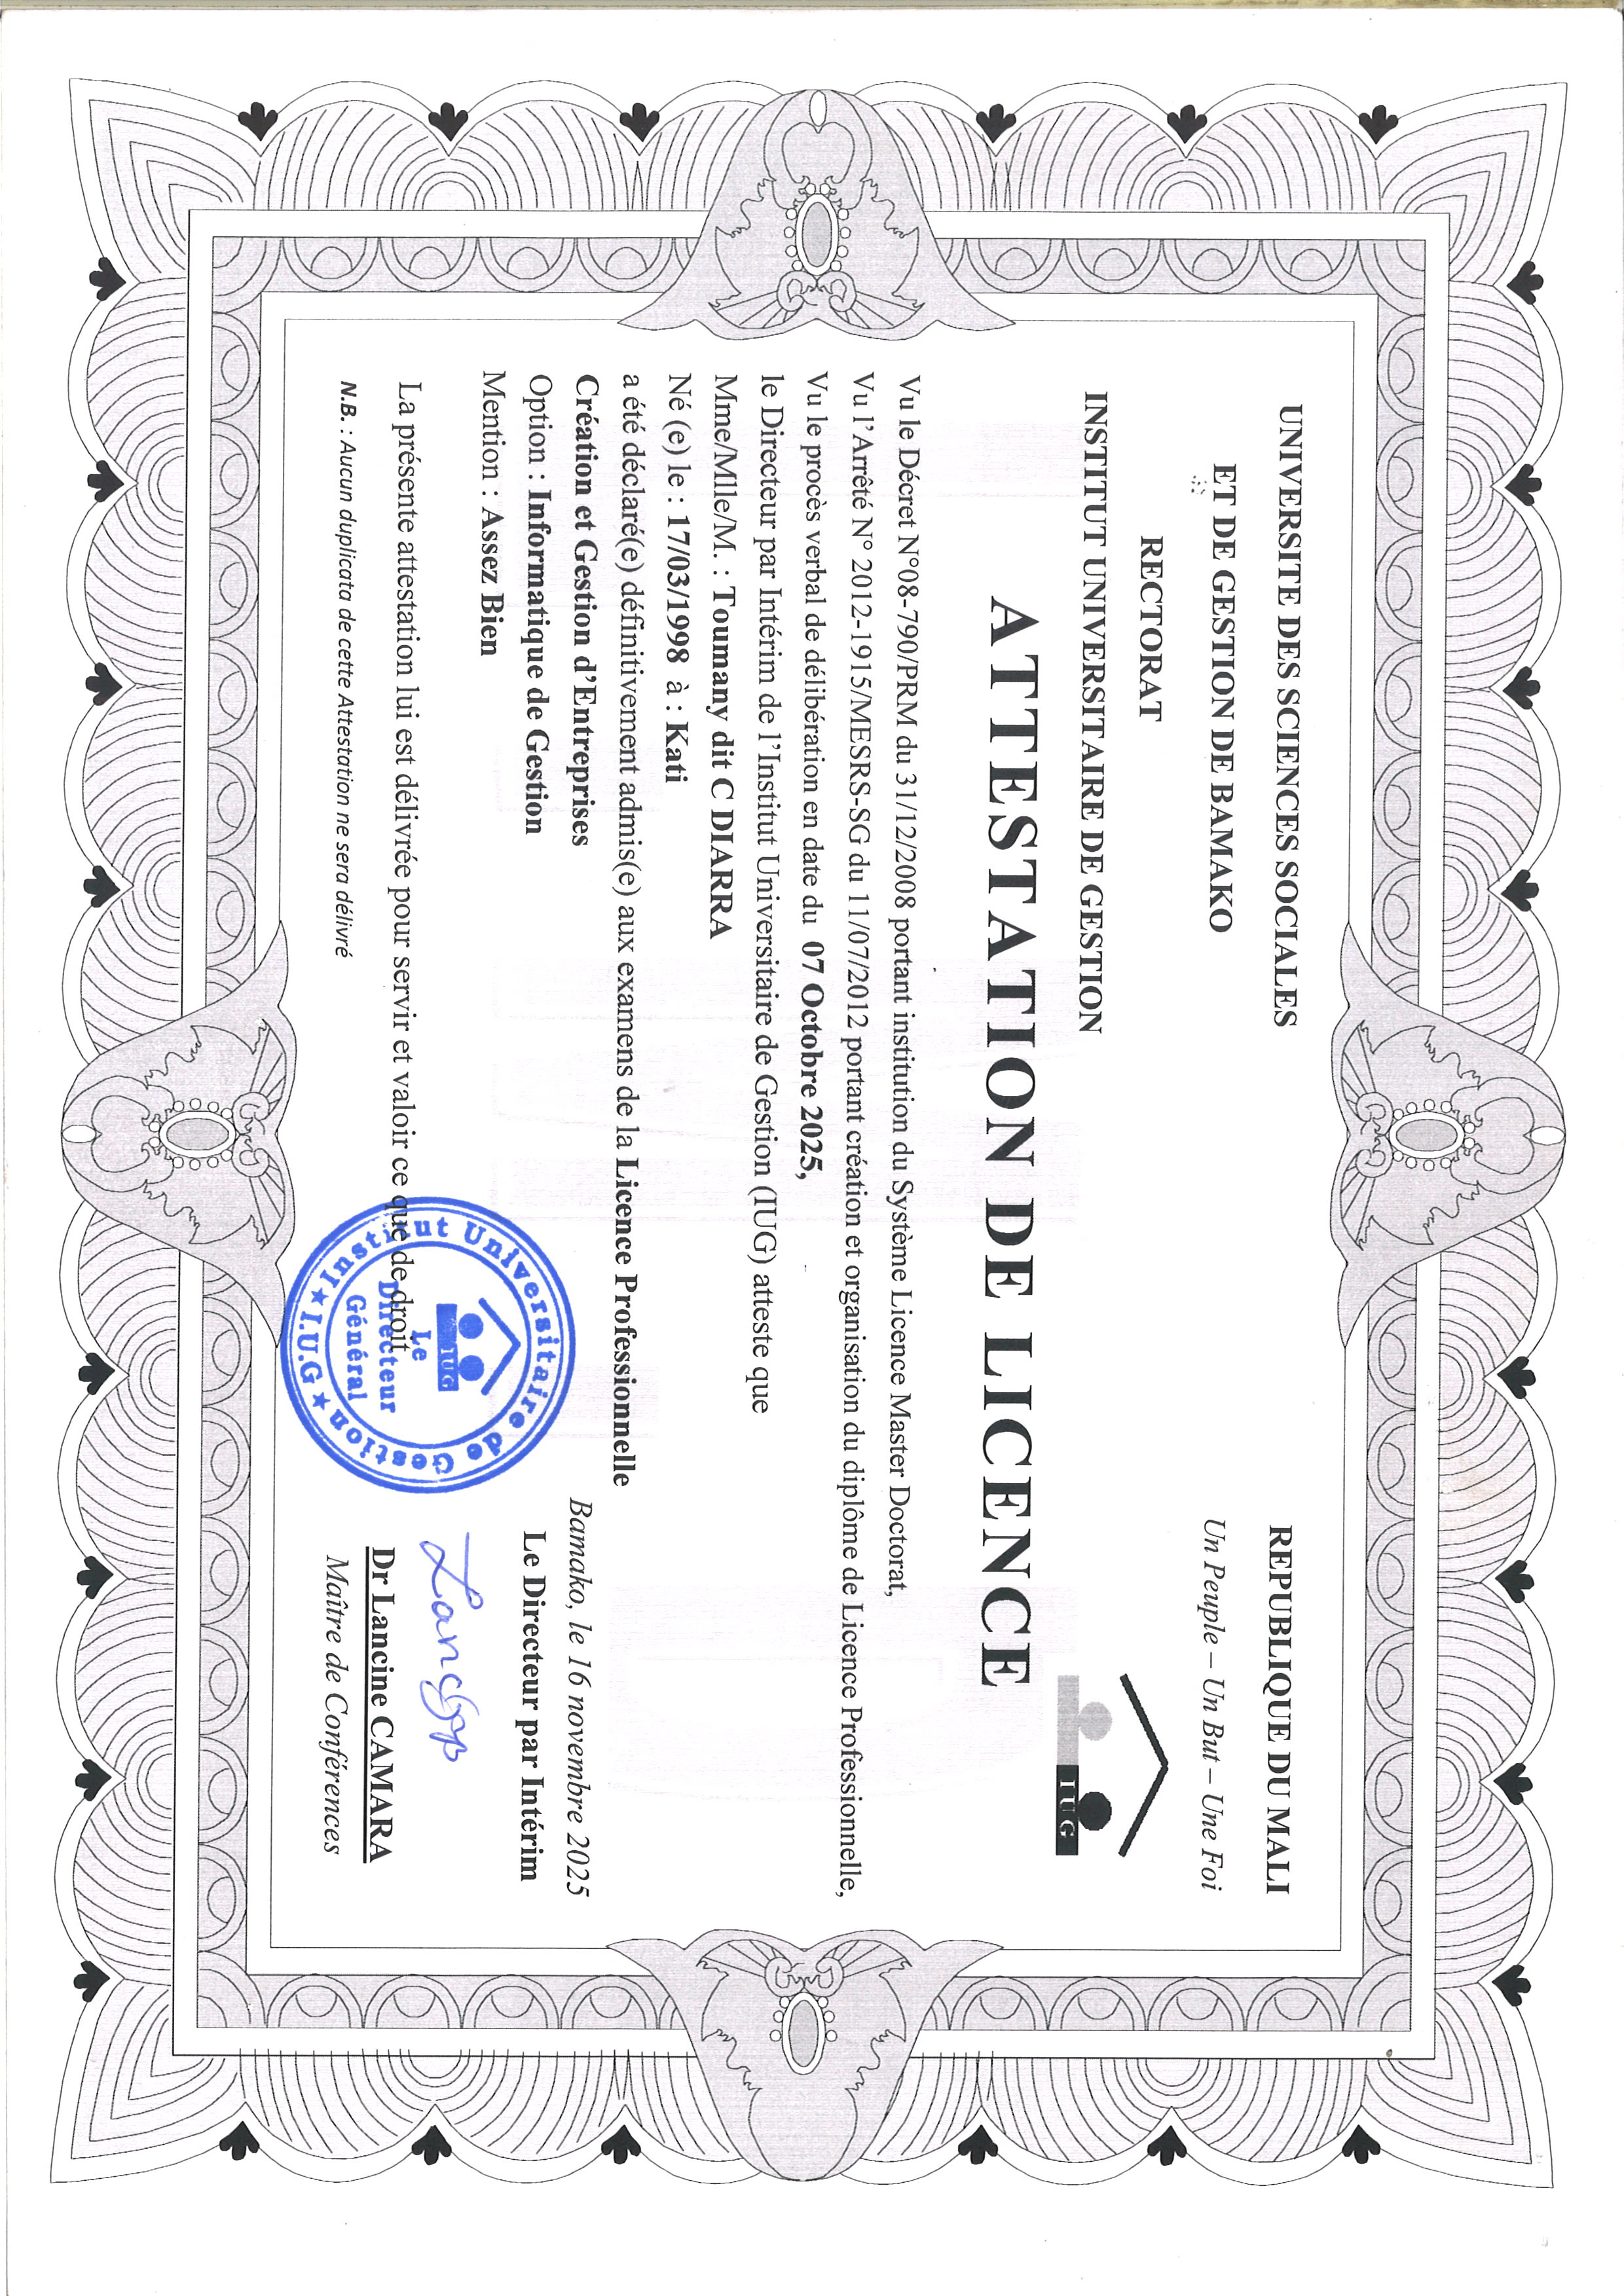 UNIVERSITE DES SCIENCES SOCIALES
ET DE GESTION DE BAMAKO
RECTORAT
INSTITUT UNIVERSITAIRE DE GESTION
REPUBLIQUE DU MALI
Un Peuple – Un But – Une Foi
IUG
ATTESTATION DE LICENCE
Vu le Décret N°08-790/PRM du 31/12/2008 portant institution du Système Licence Master Doctorat,
Vu l'Arrêté N° 2012-1915/MESRS-SG du 11/07/2012 portant création et organisation du diplôme de Licence Professionnelle,
Vu le procès verbal de délibération en date du 07 Octobre 2025,
le Directeur par Intérim de l'Institut Universitaire de Gestion (IUG) atteste que
Mme/Mlle/M. : Toumany dit C DIARRA
Né (e) le : 17/03/1998 à : Kati
a été déclaré(e) définitivement admis(e) aux examens de la Licence Professionnelle
Création et Gestion d'Entreprises
Option : Informatique de Gestion
Mention : Assez Bien
La présente attestation lui est délivrée pour servir et valoir ce que de droit
N.B. : Aucun duplicata de cette Attestation ne sera délivré
Bamako, le 16 novembre 2025
Le Directeur par Intérim
Dr Lancine CAMARA
Maître de Conférences
Institut Universitaire de Gestion
★ I.U.G ★
IUG
Le
Directeur
Général